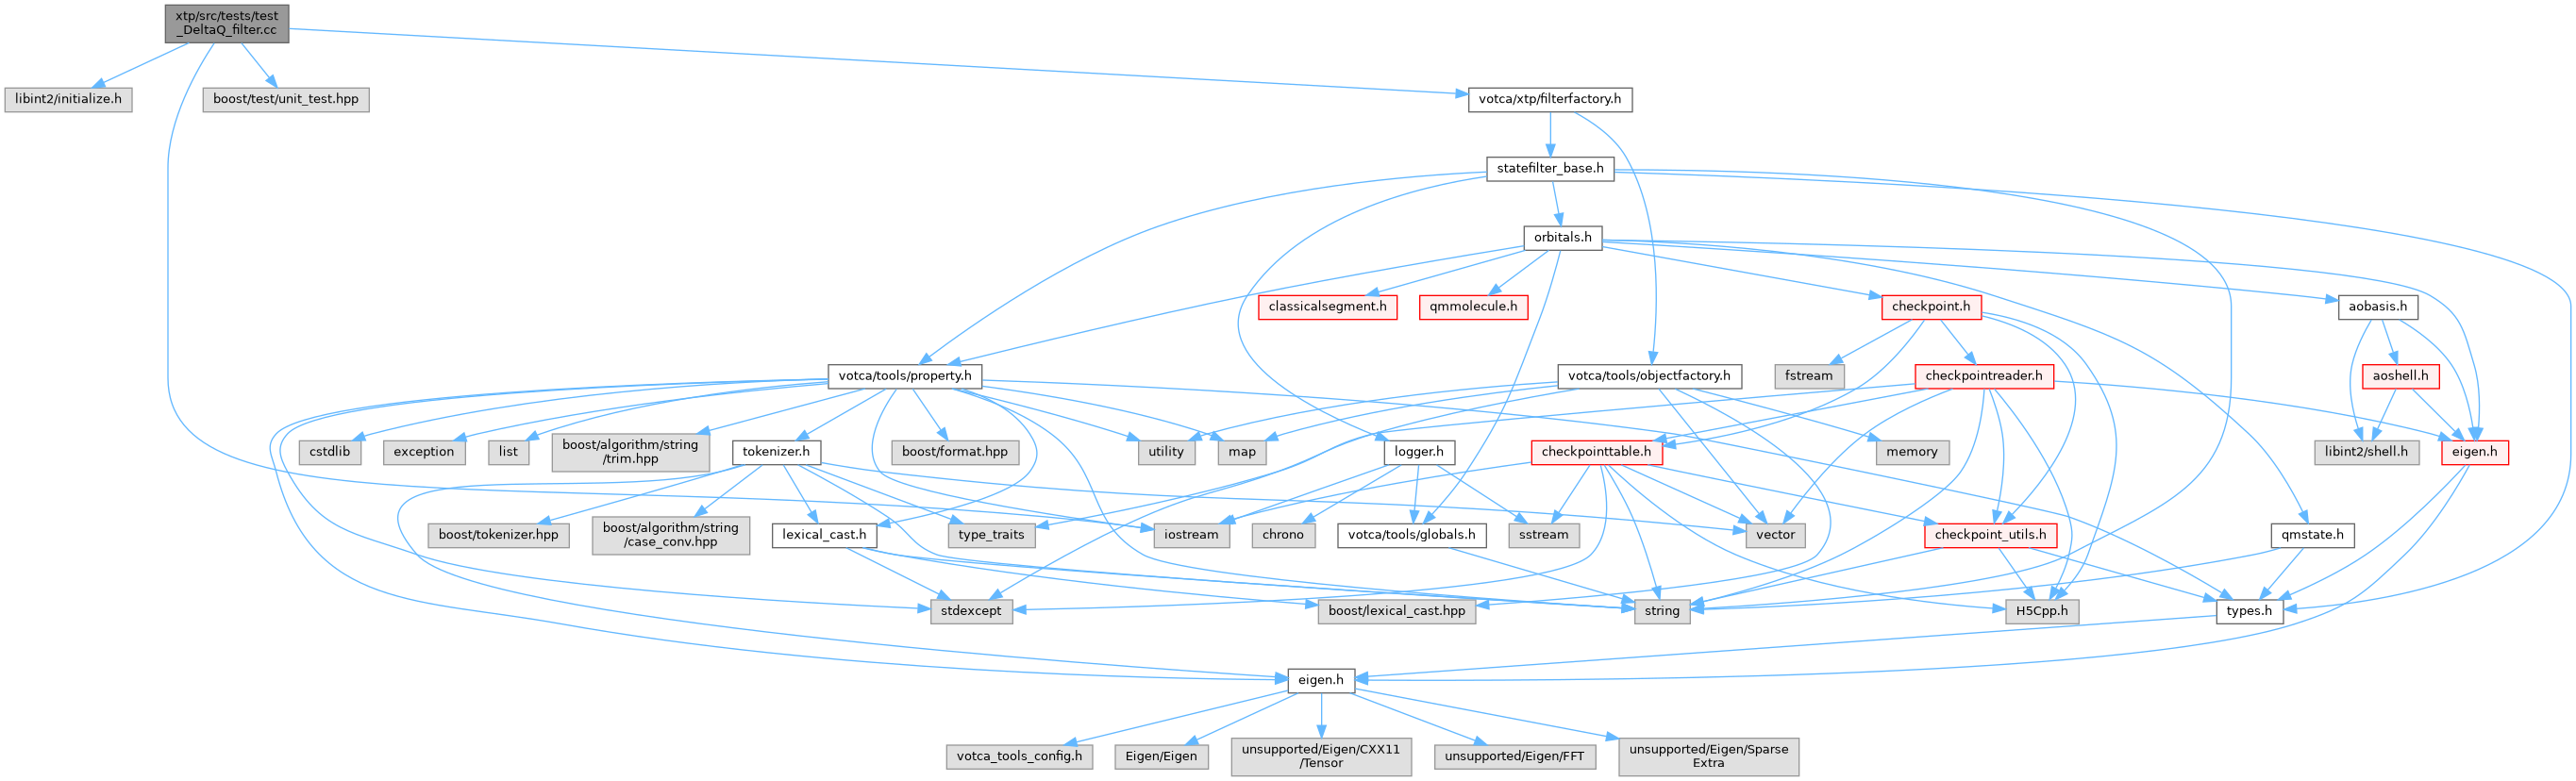 xtp/src/tests/test
_DeltaQ_filter.cc
libint2/initialize.h
boost/test/unit_test.hpp
votca/xtp/filterfactory.h
statefilter_base.h
orbitals.h
classicalsegment.h
qmmolecule.h
checkpoint.h
aobasis.h
votca/tools/property.h
votca/tools/objectfactory.h
fstream
checkpointreader.h
aoshell.h
cstdlib
exception
list
boost/algorithm/string
/trim.hpp
tokenizer.h
boost/format.hpp
utility
map
logger.h
checkpointtable.h
memory
libint2/shell.h
eigen.h
boost/tokenizer.hpp
boost/algorithm/string
/case_conv.hpp
lexical_cast.h
type_traits
iostream
chrono
votca/tools/globals.h
sstream
vector
checkpoint_utils.h
qmstate.h
stdexcept
boost/lexical_cast.hpp
string
H5Cpp.h
types.h
eigen.h
votca_tools_config.h
Eigen/Eigen
unsupported/Eigen/CXX11
/Tensor
unsupported/Eigen/FFT
unsupported/Eigen/Sparse
Extra